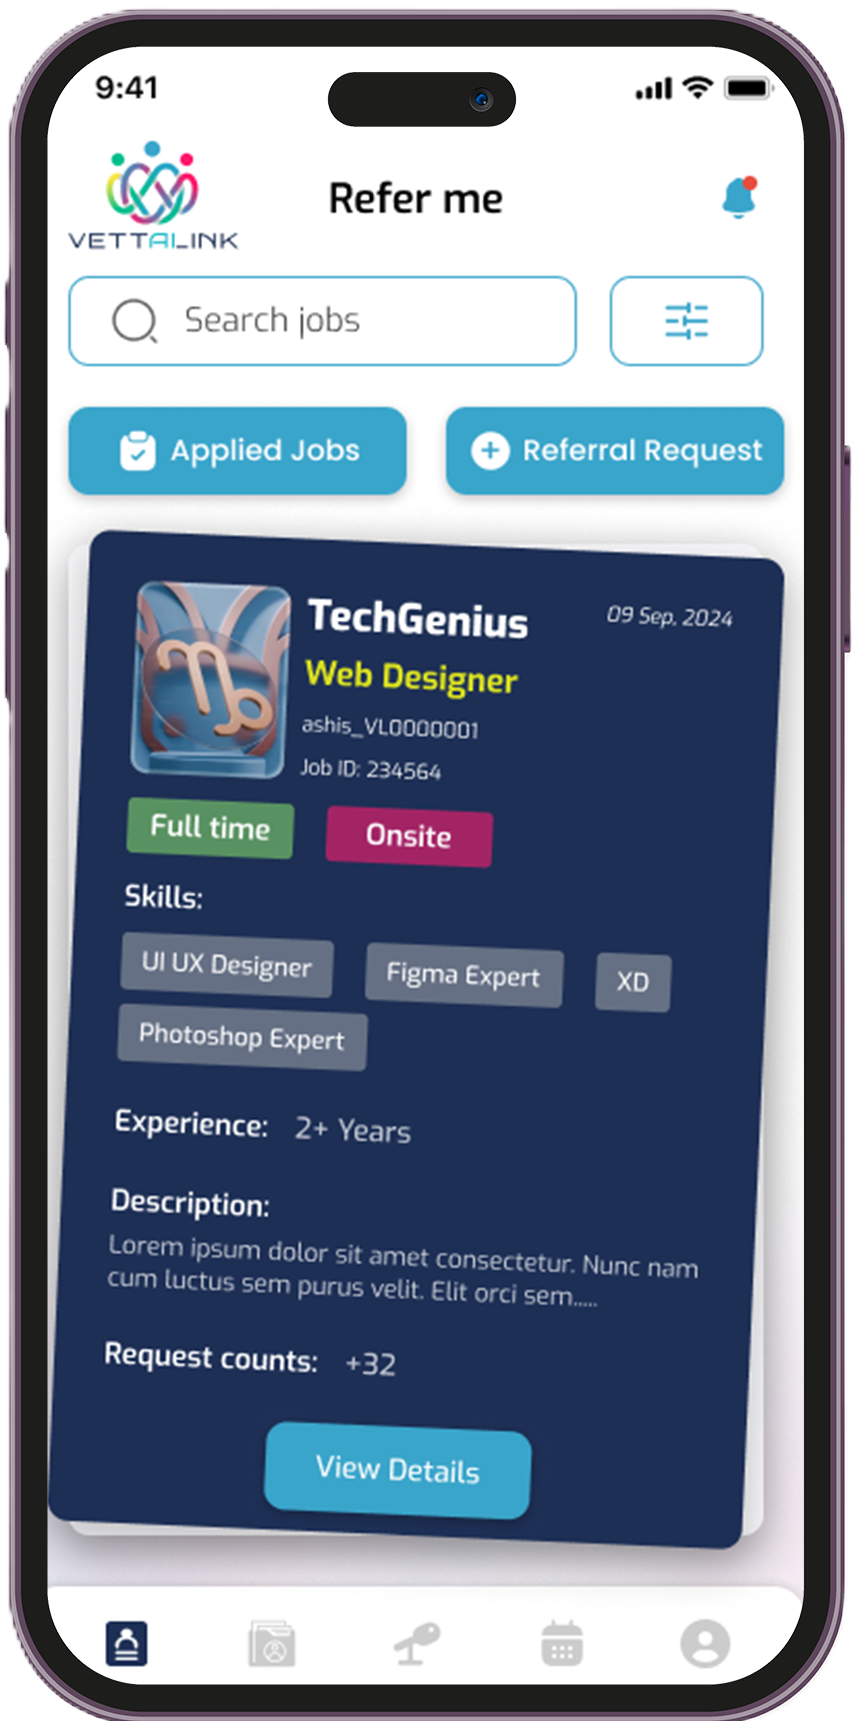 9:41
Refer me
VETTALINK
Search jobs
Applied Jobs
Referral Request
TechGenius
09 Sep, 2024
Web Designer
ashis_VL0000001
Job ID: 234564
Full time
Onsite
Skills:
UI UX Designer
Figma Expert
XD
Photoshop Expert
Experience: 2+ Years
Description:
Lorem ipsum dolor sit amet consectetur. Nunc nam
cum luctus sem purus velit. Elit orci sem.....
Request counts: +32
View Details